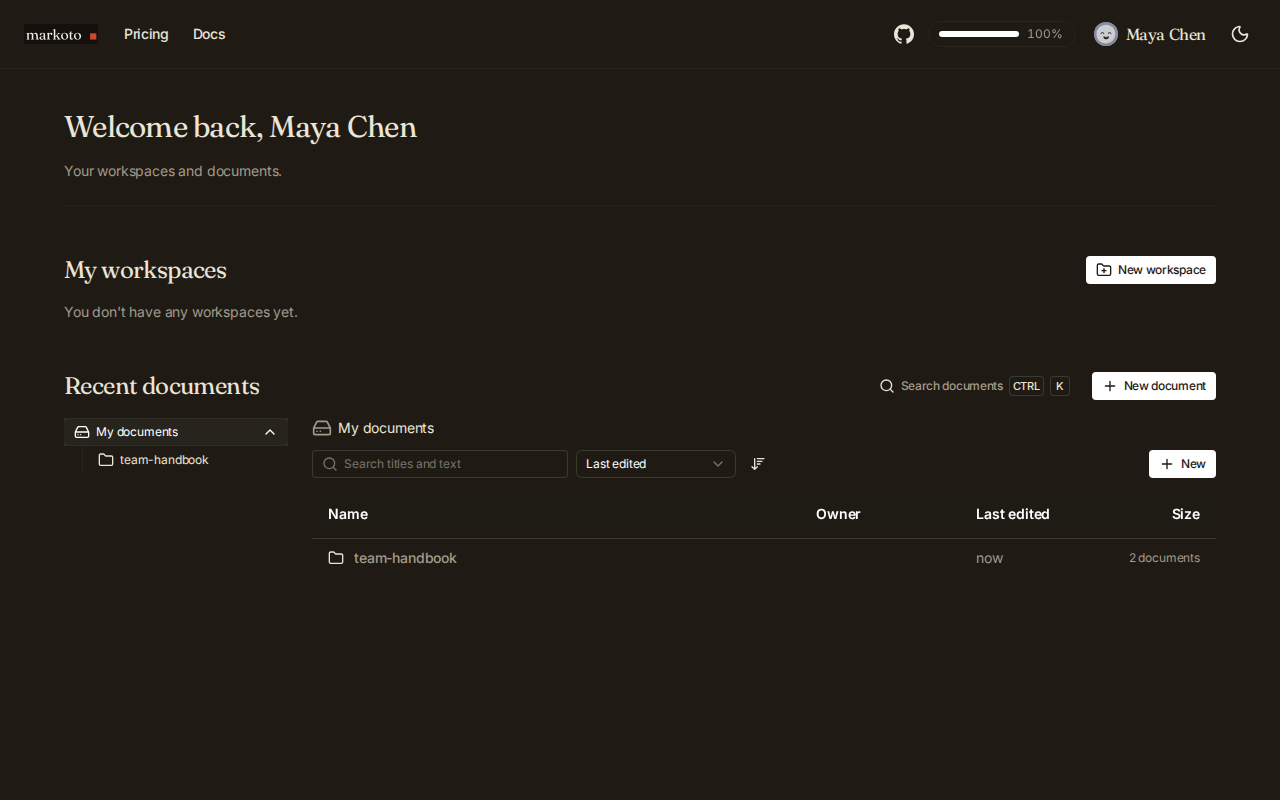 markoto Pricing Docs 100% Maya Chen
Welcome back, Maya Chen
Your workspaces and documents.
My workspaces New workspace
You don't have any workspaces yet.
Recent documents Search documents CTRL K New document
My documents
team-handbook
My documents
Search titles and text Last edited New
Name Owner Last edited Size
team-handbook now 2 documents